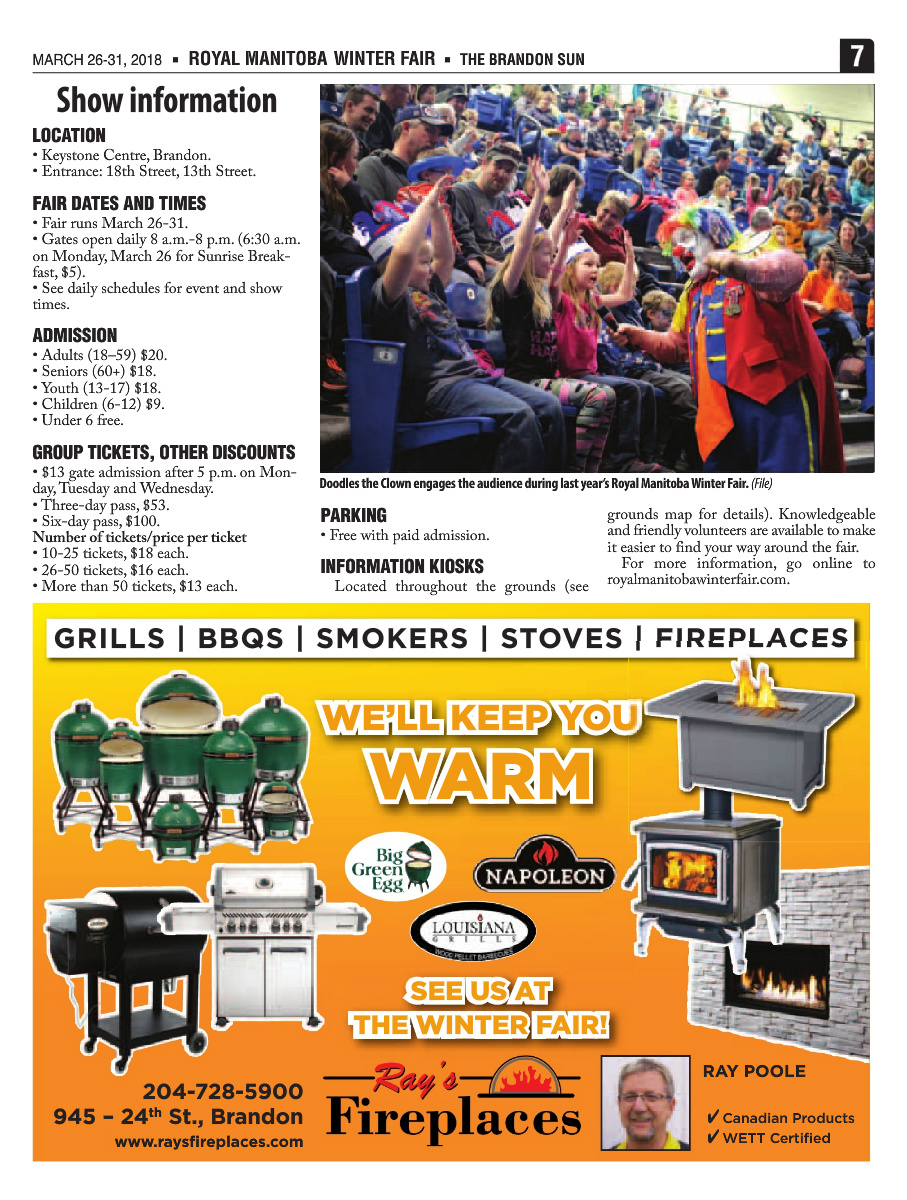 MARCH 26-31, 2018 ▪ ROYAL MANITOBA WINTER FAIR ▪ THE BRANDON SUN
7
Show information
LOCATION
• Keystone Centre, Brandon.
• Entrance: 18th Street, 13th Street.
FAIR DATES AND TIMES
• Fair runs March 26-31.
• Gates open daily 8 a.m.-8 p.m. (6:30 a.m.
on Monday, March 26 for Sunrise Break-
fast, $5).
• See daily schedules for event and show
times.
ADMISSION
• Adults (18–59) $20.
• Seniors (60+) $18.
• Youth (13-17) $18.
• Children (6-12) $9.
• Under 6 free.
GROUP TICKETS, OTHER DISCOUNTS
• $13 gate admission after 5 p.m. on Mon-
day, Tuesday and Wednesday.
• Three-day pass, $53.
• Six-day pass, $100.
Number of tickets/price per ticket
• 10-25 tickets, $18 each.
• 26-50 tickets, $16 each.
• More than 50 tickets, $13 each.
Doodles the Clown engages the audience during last year's Royal Manitoba Winter Fair. (File)
PARKING
• Free with paid admission.
INFORMATION KIOSKS
Located throughout the grounds (see
grounds map for details). Knowledgeable
and friendly volunteers are available to make
it easier to find your way around the fair.
For more information, go online to
royalmanitobawinterfair.com.
GRILLS | BBQS | SMOKERS | STOVES | FIREPLACES
WE'LL KEEP YOU
WARM
Big
Green
Egg
NAPOLEON
LOUISIANA
GRILLS
WOOD PELLET BARBECUES
SEE US AT
THE WINTER FAIR!
204-728-5900
945 – 24th St., Brandon
www.raysfireplaces.com
Ray's
Fireplaces
RAY POOLE
✔ Canadian Products
✔ WETT Certified